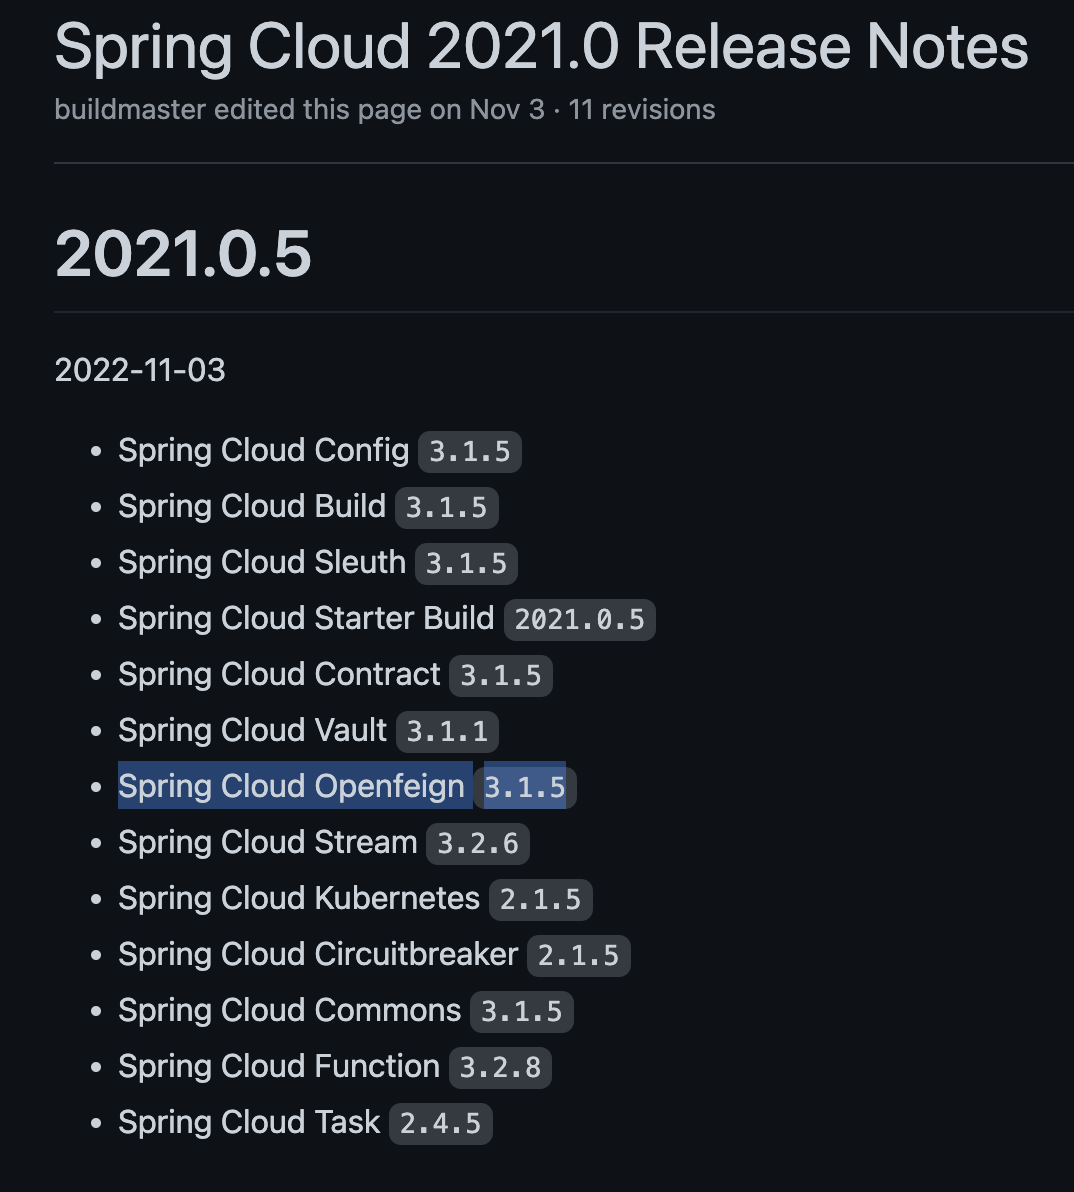 Spring Cloud 2021.0 Release Notes
buildmaster edited this page on Nov 3 · 11 revisions
2021.0.5
2022-11-03
• Spring Cloud Config 3.1.5
• Spring Cloud Build 3.1.5
• Spring Cloud Sleuth 3.1.5
• Spring Cloud Starter Build 2021.0.5
• Spring Cloud Contract 3.1.5
• Spring Cloud Vault 3.1.1
• Spring Cloud Openfeign 3.1.5
• Spring Cloud Stream 3.2.6
• Spring Cloud Kubernetes 2.1.5
• Spring Cloud Circuitbreaker 2.1.5
• Spring Cloud Commons 3.1.5
• Spring Cloud Function 3.2.8
• Spring Cloud Task 2.4.5